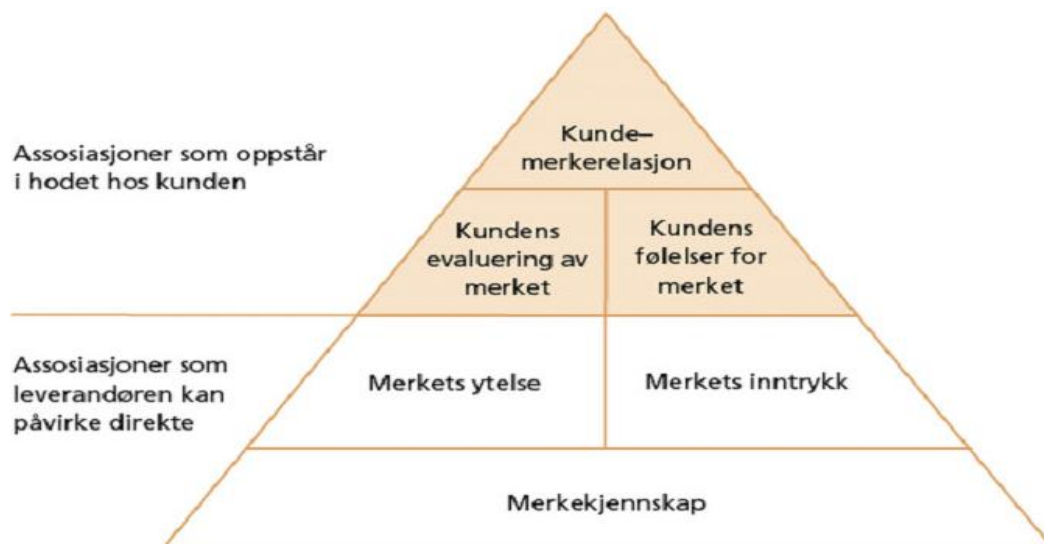 Kunde–
merkerelasjon
Assosiasjoner som oppstår
i hodet hos kunden
Kundens
evaluering av
merket
Kundens
følelser for
merket
Assosiasjoner som
leverandøren kan
påvirke direkte
Merkets ytelse
Merkets inntrykk
Merkekjennskap